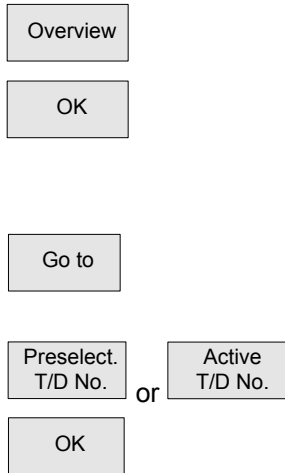 Overview
OK
Go to
Preselect. Active
T/D No. or T/D No.
OK